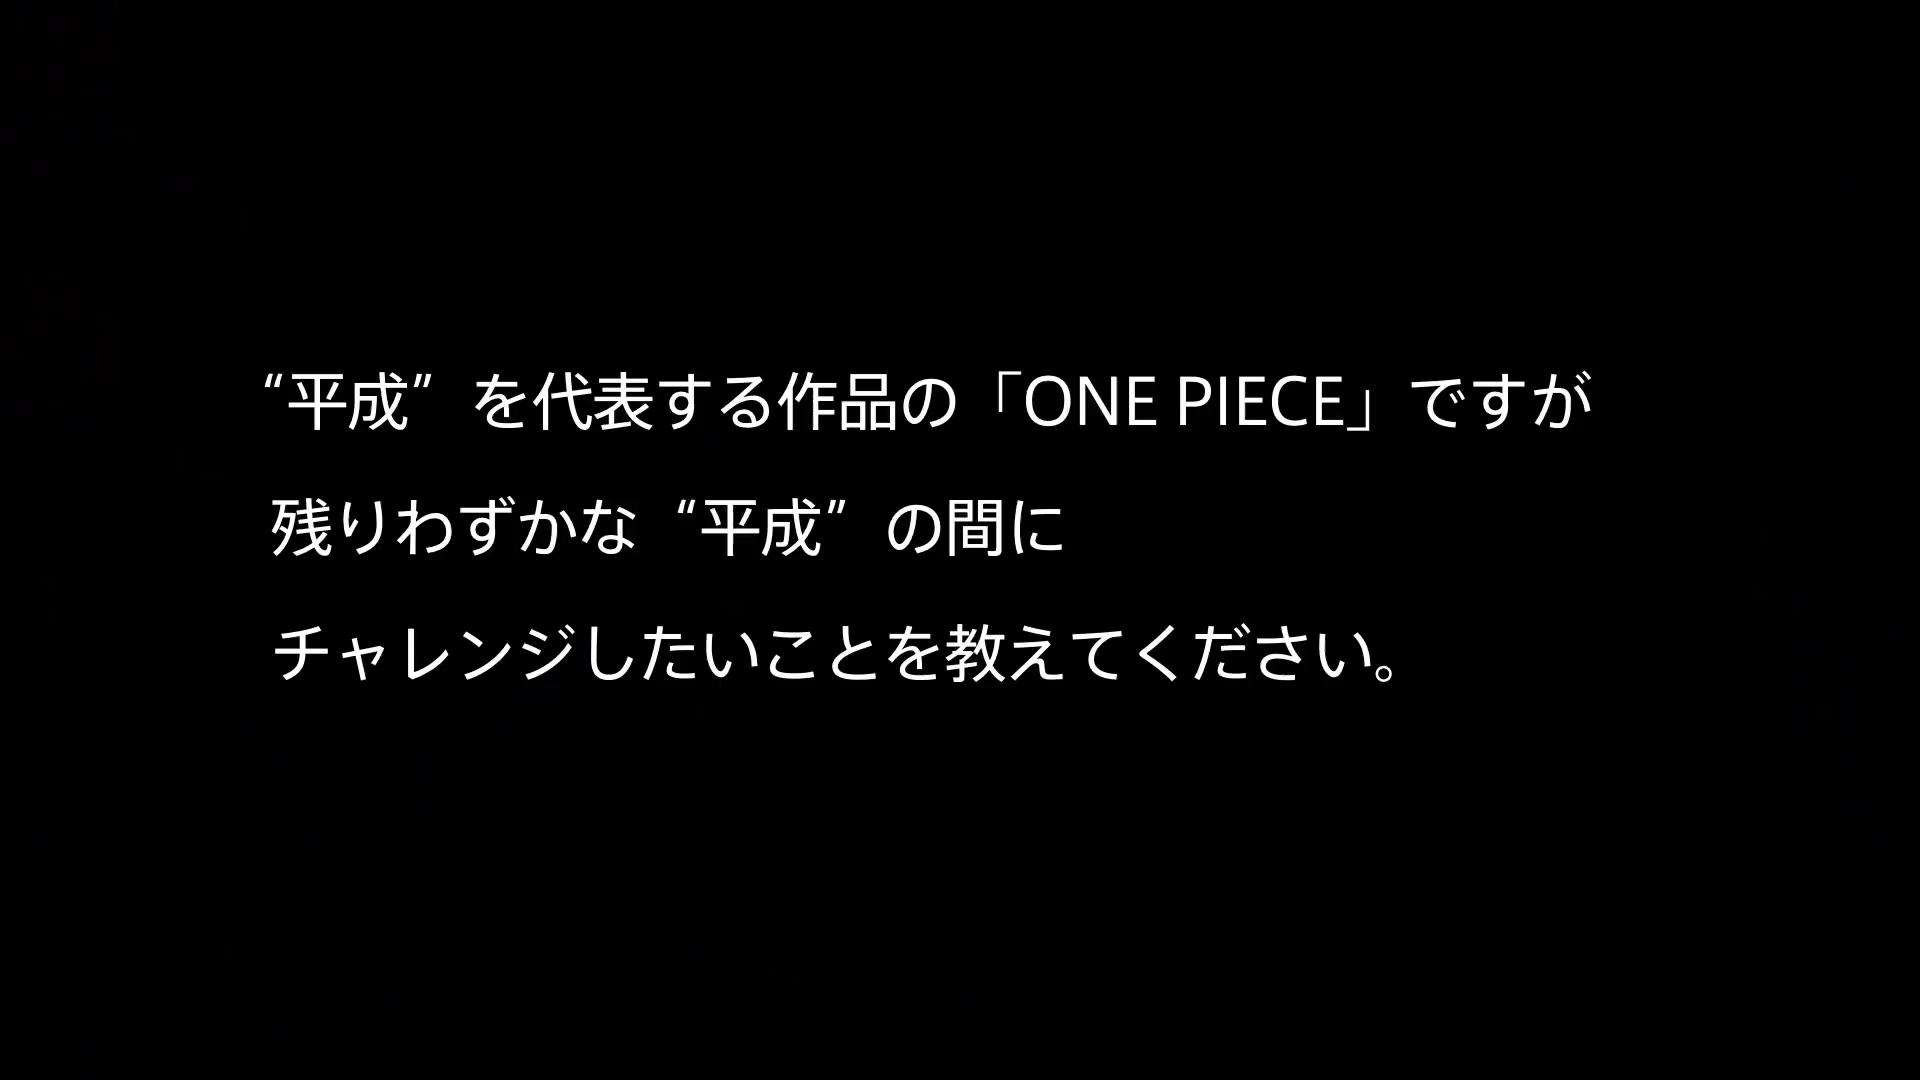 “平成”を代表する作品の「ONE PIECE」ですが
残りわずかな“平成”の間に
チャレンジしたいことを教えてください。